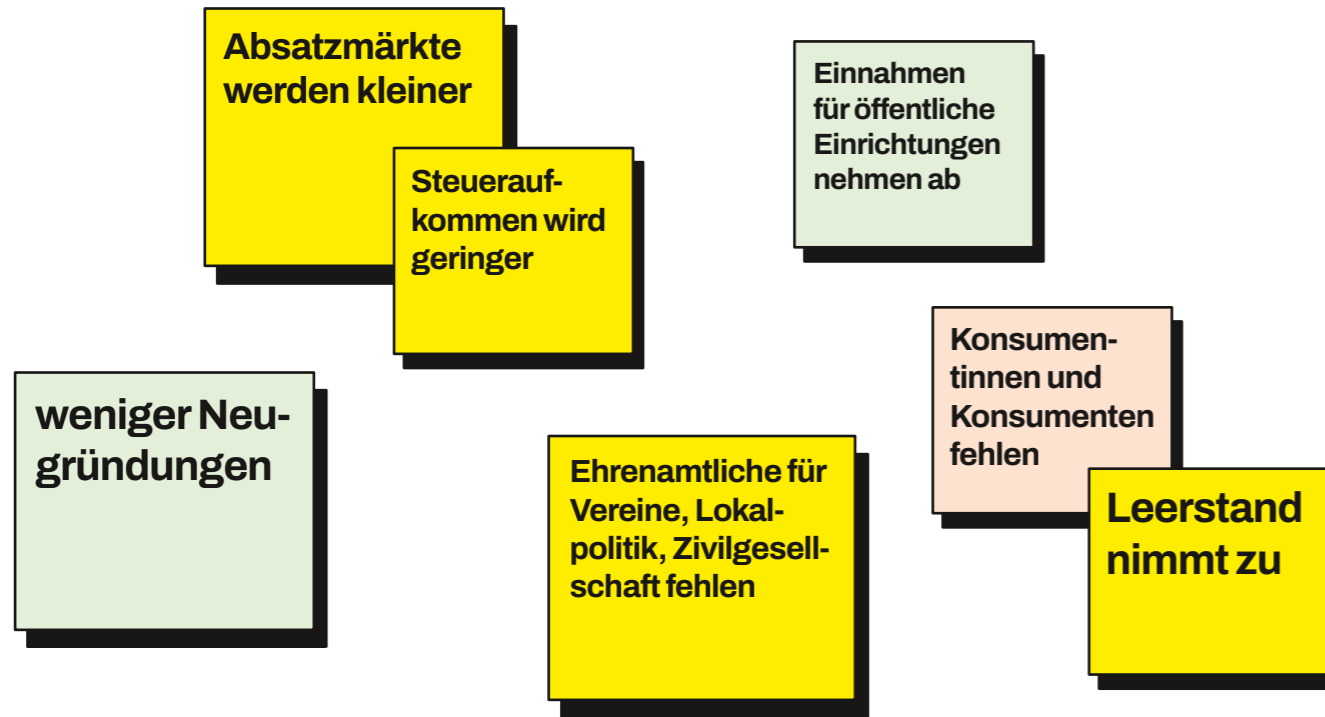 Absatzmärkte
werden kleiner
Steuerauf-
kommen wird
geringer
Einnahmen
für öffentliche
Einrichtungen
nehmen ab
weniger Neu-
gründungen
Ehrenamtliche für
Vereine, Lokal-
politik, Zivilgesell-
schaft fehlen
Konsumen-
tinnen und
Konsumenten
fehlen
Leerstand
nimmt zu